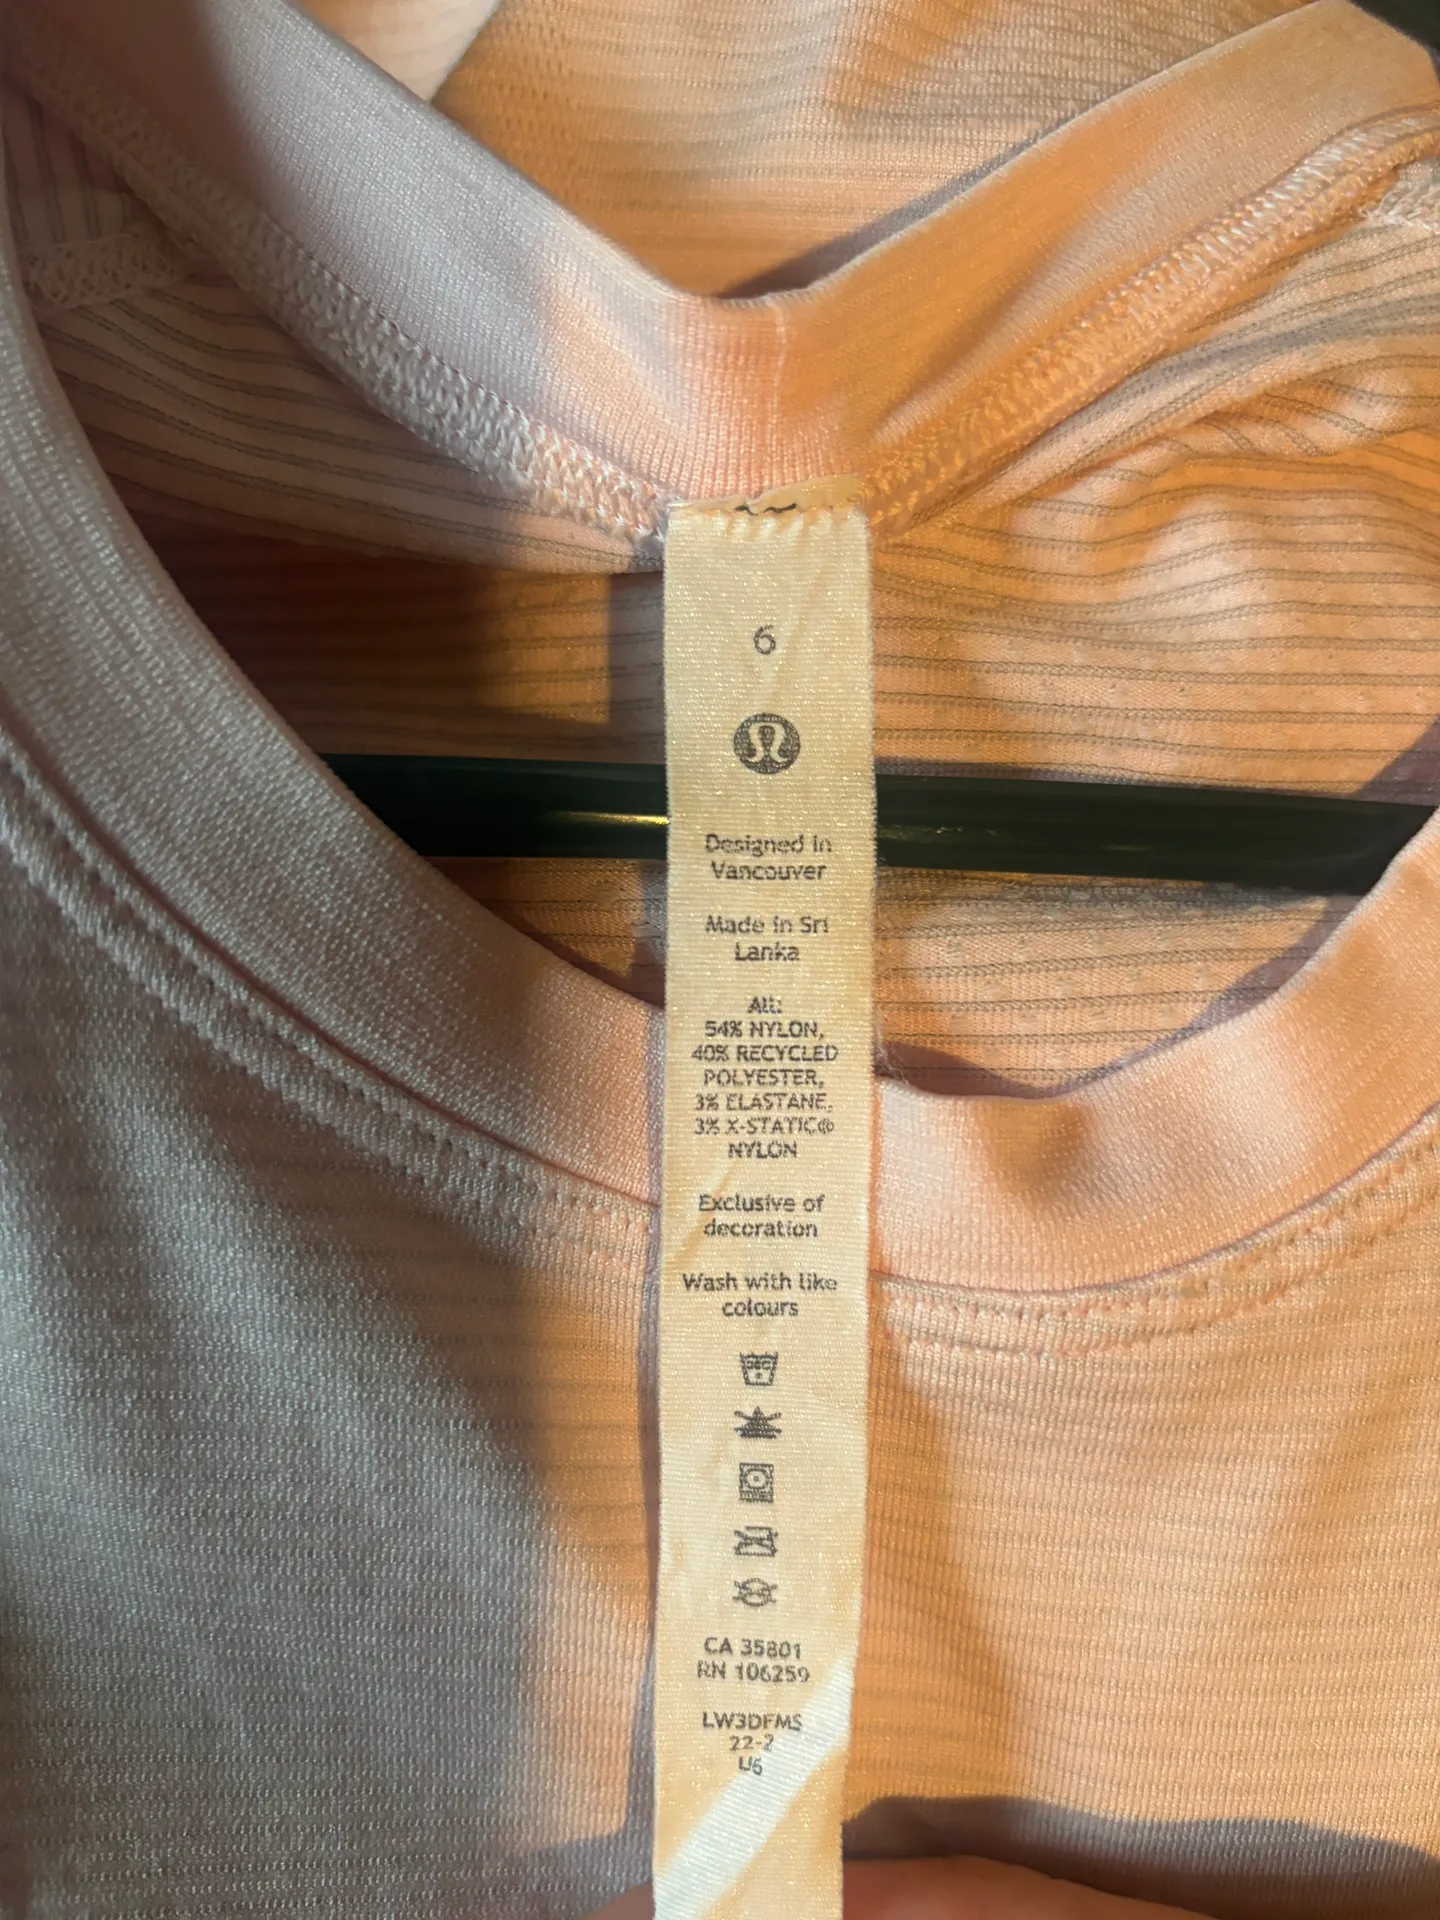 6
Designed in
Vancouver
Made in Sri
Lanka
All:
54% NYLON,
40% RECYCLED
POLYESTER,
3% ELASTANE,
3% X-STATIC®
NYLON
Exclusive of
decoration
Wash with like
colours
CA 35801
RN 106259
LW3DFMS
22-2